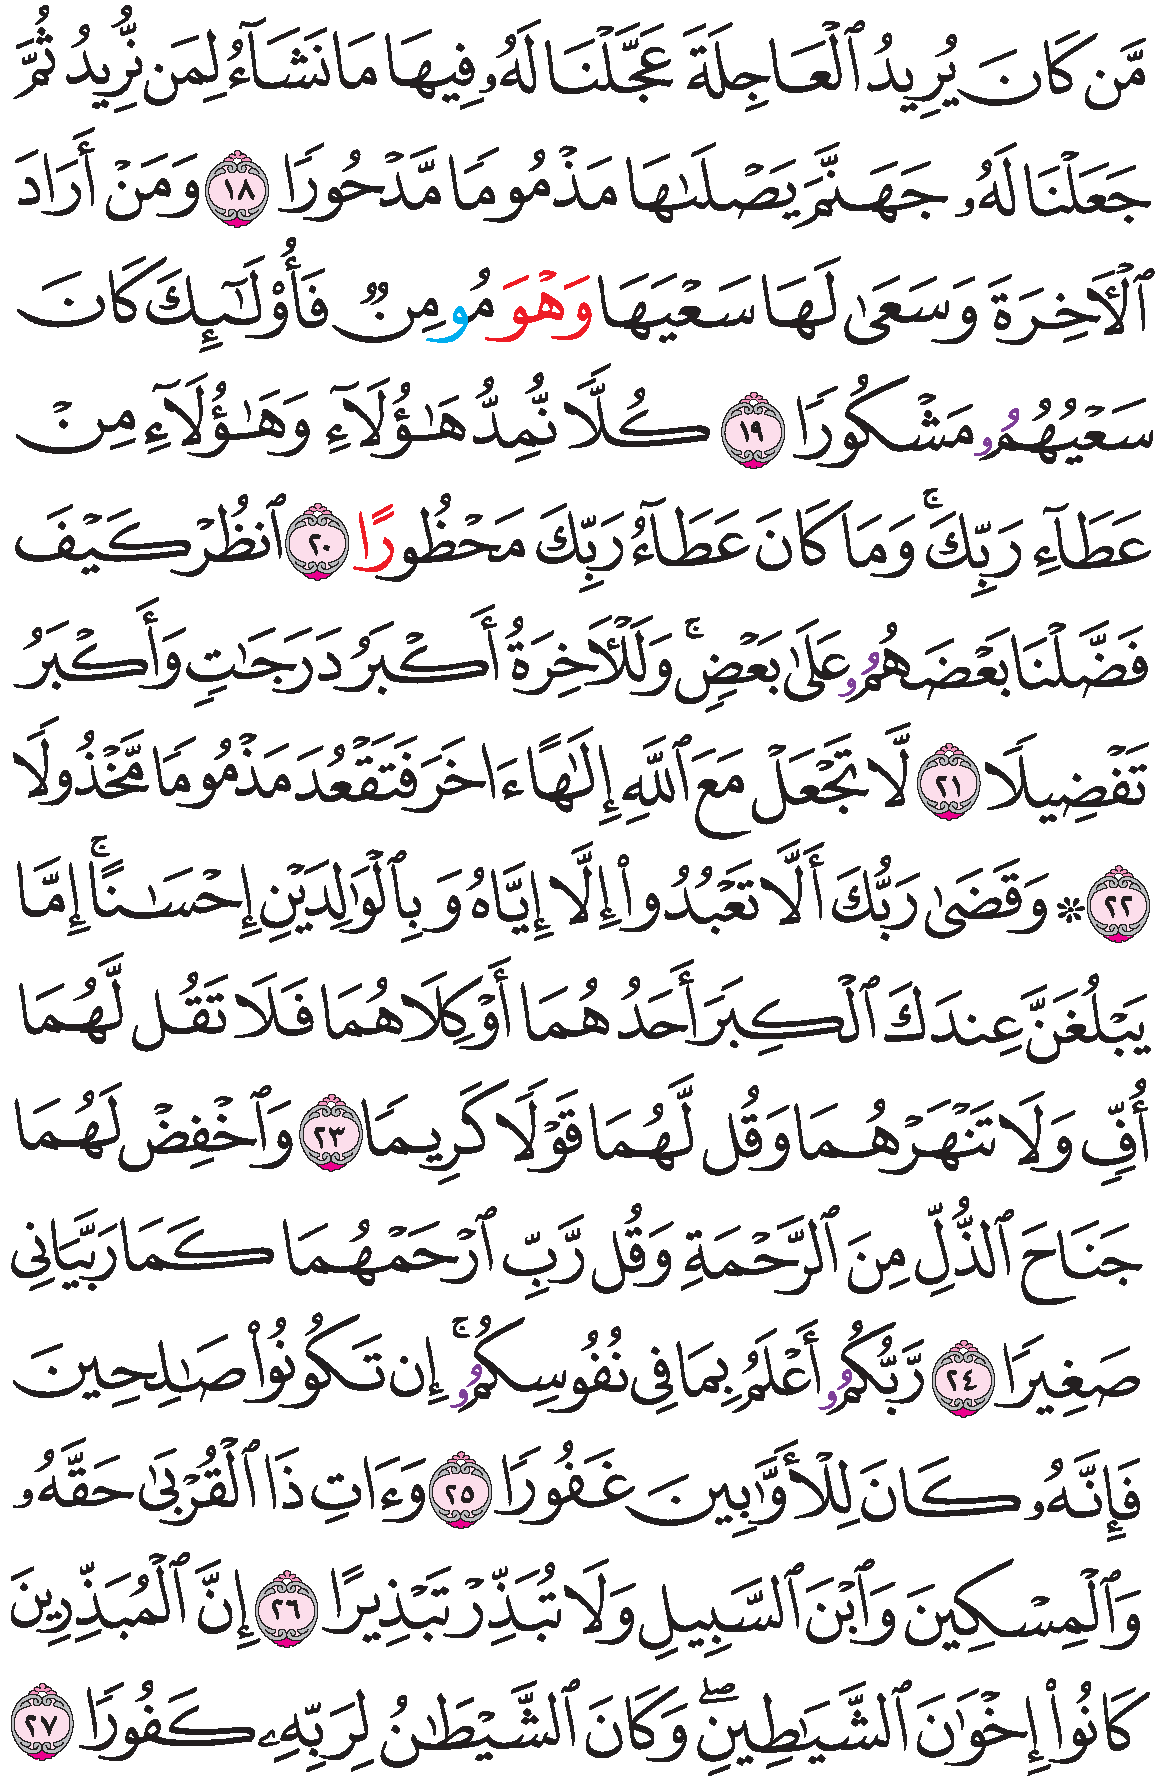 مَّن كَانَ يُرِيدُ ٱلْعَاجِلَةَ عَجَّلْنَا لَهُۥ فِيهَا مَا نَشَآءُ لِمَن نُّرِيدُ ثُمَّ
جَعَلْنَا لَهُۥ جَهَنَّمَ يَصْلَىٰهَا مَذْمُومًا مَّدْحُورًا ١٨ وَمَنْ أَرَادَ
ٱلْأَخِرَةَ وَسَعَىٰ لَهَا سَعْيَهَا وَهْوَ مُومِنٌ فَأُوْلَـٰٓئِكَ كَانَ
سَعْيُهُمُۥ مَشْكُورًا ١٩ كُلًّا نُّمِدُّ هَـٰٓؤُلَآءِ وَهَـٰٓؤُلَآءِ مِنْ
عَطَآءِ رَبِّكَۚ وَمَا كَانَ عَطَآءُ رَبِّكَ مَحْظُورًا ٢٠ ٱنظُرْ كَيْفَ
فَضَّلْنَا بَعْضَهُمُۥ عَلَىٰ بَعْضٍۚ وَلَلْأَخِرَةُ أَكْبَرُ دَرَجَـٰتٍ وَأَكْبَرُ
تَفْضِيلًا ٢١ لَّا تَجْعَلْ مَعَ ٱللَّهِ إِلَـٰهًا ءَاخَرَ فَتَقْعُدَ مَذْمُومًا مَّخْذُولًا
٢٢ ۞ وَقَضَىٰ رَبُّكَ أَلَّا تَعْبُدُوٓاْ إِلَّآ إِيَّاهُ وَبِٱلْوَٰلِدَيْنِ إِحْسَـٰنًاۚ إِمَّا
يَبْلُغَنَّ عِندَكَ ٱلْكِبَرَ أَحَدُهُمَا أَوْ كِلَاهُمَا فَلَا تَقُل لَّهُمَا
أُفٍّ وَلَا تَنْهَرْهُمَا وَقُل لَّهُمَا قَوْلًا كَرِيمًا ٢٣ وَٱخْفِضْ لَهُمَا
جَنَاحَ ٱلذُّلِّ مِنَ ٱلرَّحْمَةِ وَقُل رَّبِّ ٱرْحَمْهُمَا كَمَا رَبَّيَانِى
صَغِيرًا ٢٤ رَّبُّكُمُۥ أَعْلَمُ بِمَا فِى نُفُوسِكُمُۥۚ إِن تَكُونُواْ صَـٰلِحِينَ
فَإِنَّهُۥ كَانَ لِلْأَوَّٰبِينَ غَفُورًا ٢٥ وَءَاتِ ذَا ٱلْقُرْبَىٰ حَقَّهُۥ
وَٱلْمِسْكِينَ وَٱبْنَ ٱلسَّبِيلِ وَلَا تُبَذِّرْ تَبْذِيرًا ٢٦ إِنَّ ٱلْمُبَذِّرِينَ
كَانُوٓاْ إِخْوَٰنَ ٱلشَّيَـٰطِينِۖ وَكَانَ ٱلشَّيْطَـٰنُ لِرَبِّهِۦ كَفُورًا ٢٧